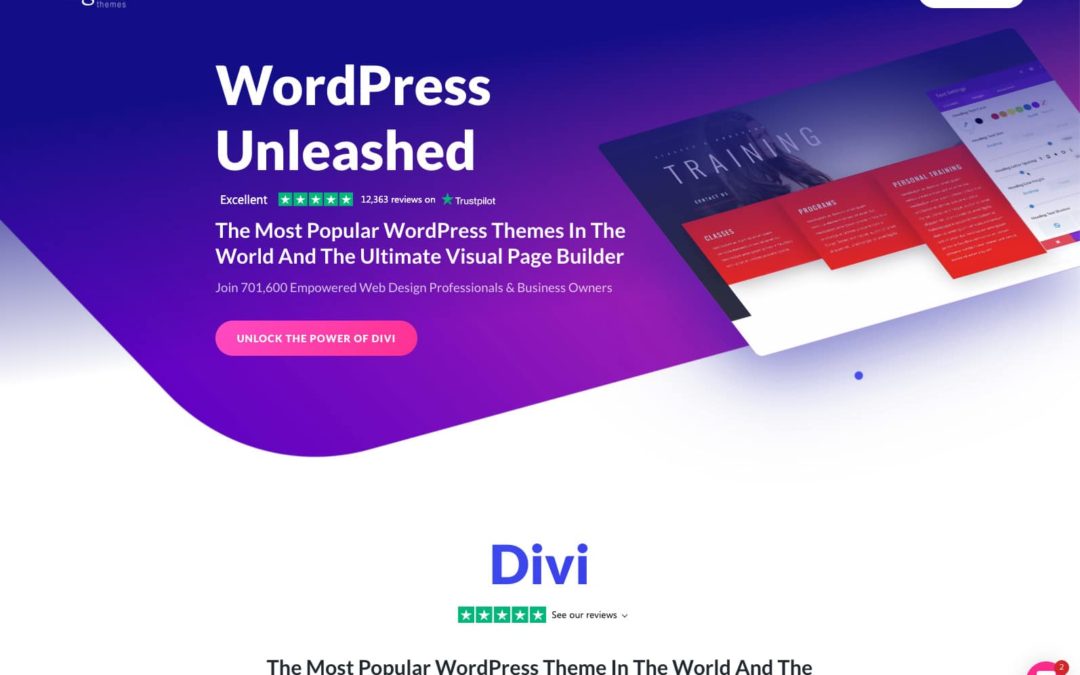 themes
WordPress
Unleashed
Excellent
12,363 reviews on
Trustpilot
The Most Popular WordPress Themes In The
World And The Ultimate Visual Page Builder
Join 701,600 Empowered Web Design Professionals & Business Owners
UNLOCK THE POWER OF DIVI
TRAINING
CONTACT US
CLASSES
PROGRAMS
PERSONAL TRAINING
Text Settings
Divi
See our reviews
The Most Popular WordPress Theme In The World And The
2